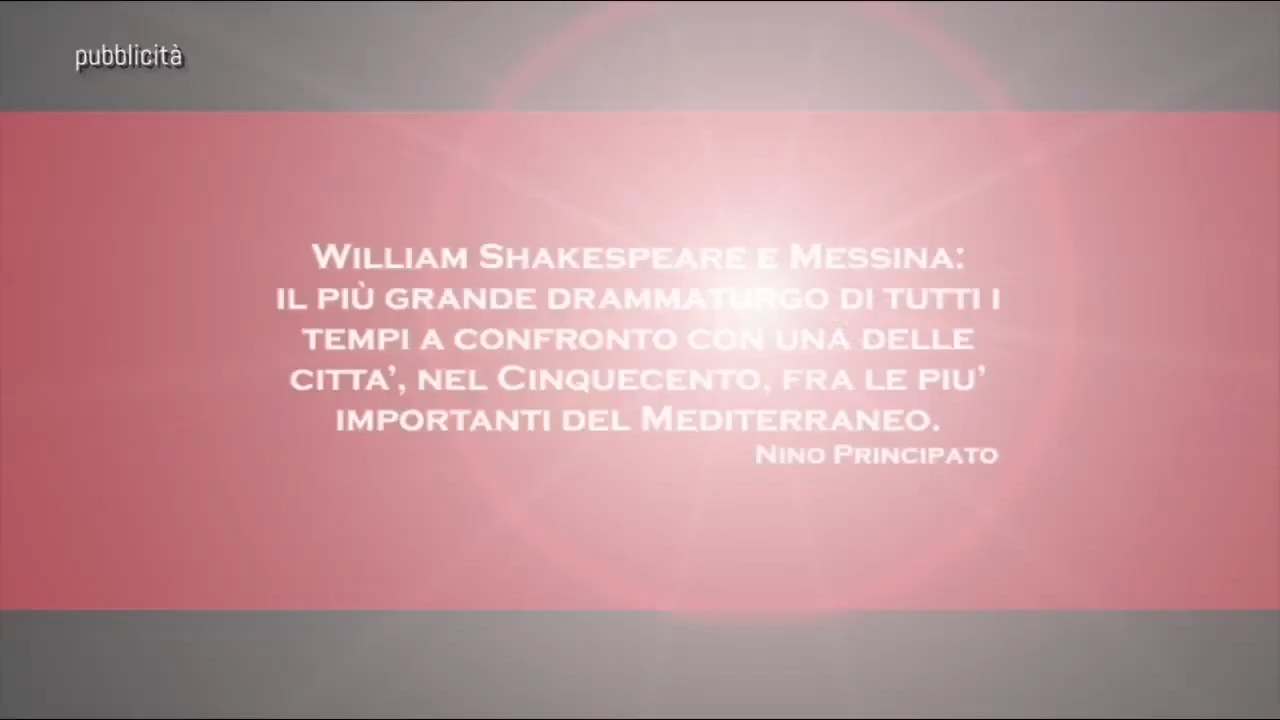 pubblicità
William Shakespeare e Messina:
il più grande drammaturgo di tutti i
tempi a confronto con una delle
citta', nel Cinquecento, fra le piu'
importanti del Mediterraneo.
Nino Principato